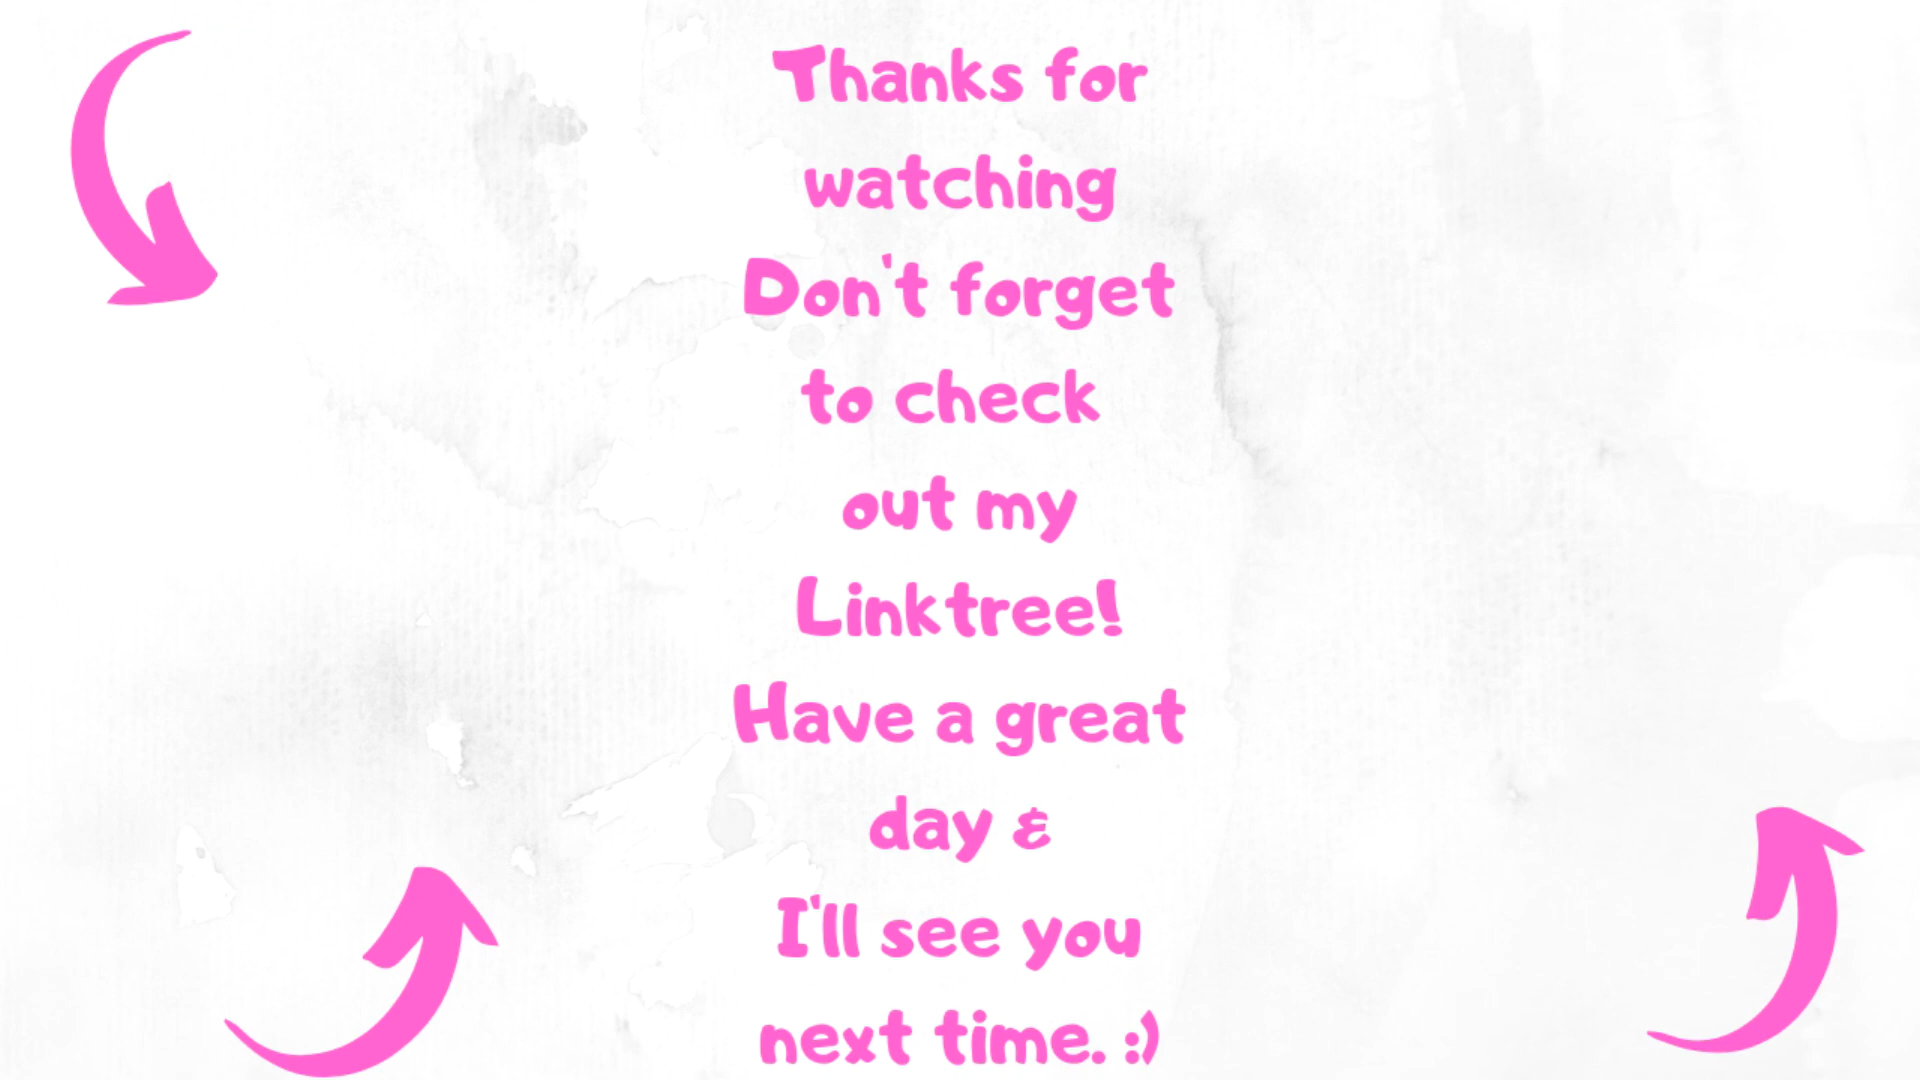 Thanks for
watching
Don't forget
to check
out my
Linktree!
Have a great
day &
I'll see you
next time. :)